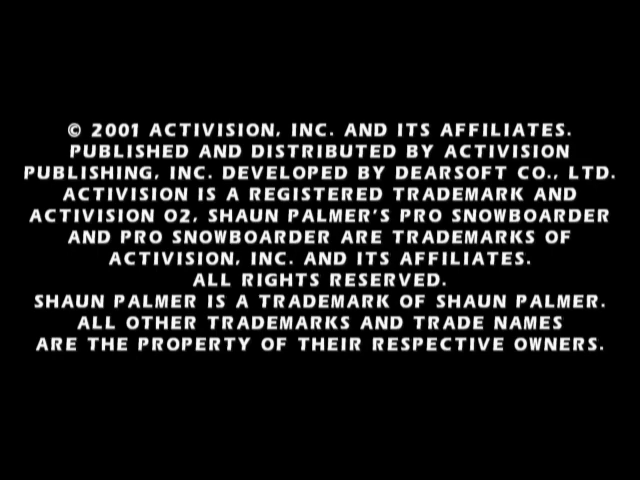 © 2001 ACTIVISION, INC. AND ITS AFFILIATES.
PUBLISHED AND DISTRIBUTED BY ACTIVISION
PUBLISHING, INC. DEVELOPED BY DEARSOFT CO., LTD.
ACTIVISION IS A REGISTERED TRADEMARK AND
ACTIVISION O2, SHAUN PALMER'S PRO SNOWBOARDER
AND PRO SNOWBOARDER ARE TRADEMARKS OF
ACTIVISION, INC. AND ITS AFFILIATES.
ALL RIGHTS RESERVED.
SHAUN PALMER IS A TRADEMARK OF SHAUN PALMER.
ALL OTHER TRADEMARKS AND TRADE NAMES
ARE THE PROPERTY OF THEIR RESPECTIVE OWNERS.